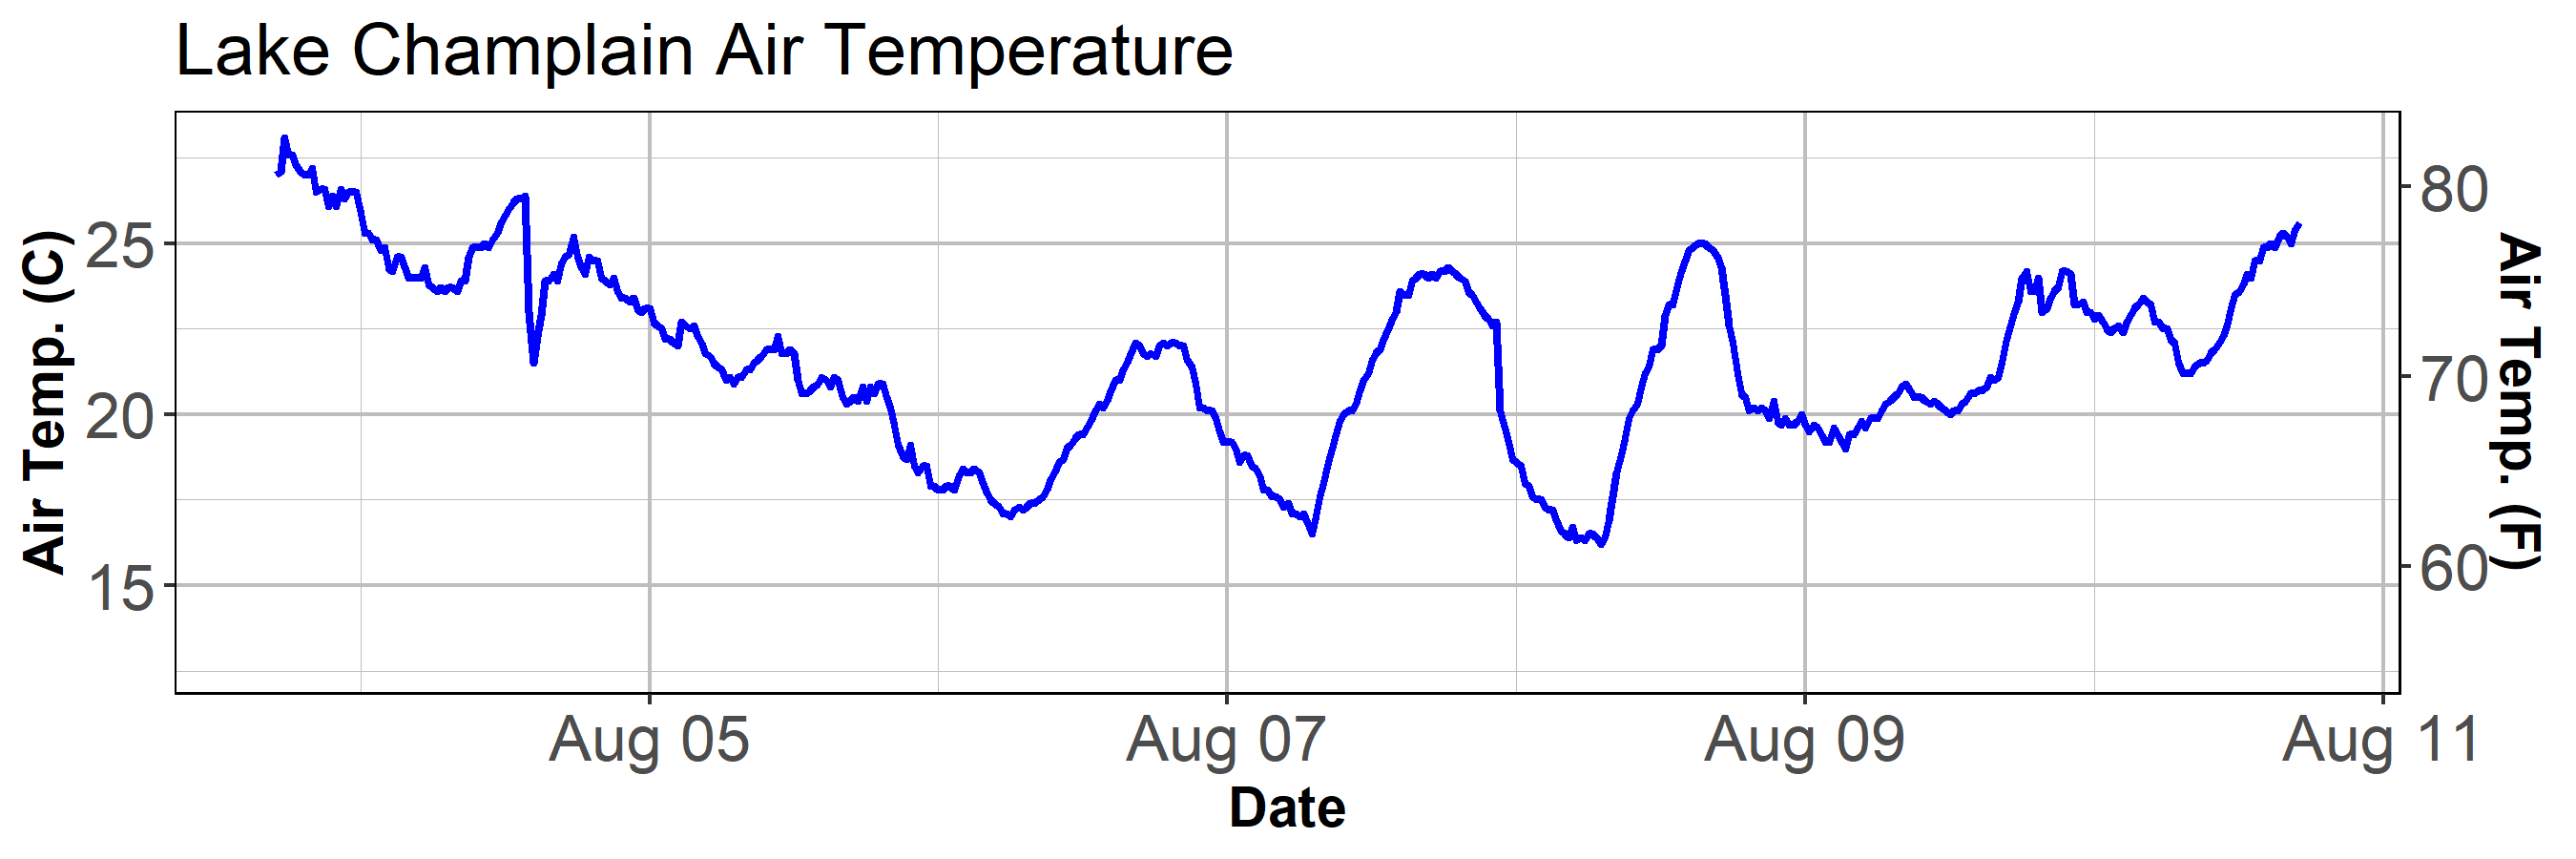 Lake Champlain Air Temperature
Air Temp. (C)
25
20
15
80
70
60
Air Temp. (F)
Aug 05
Aug 07
Aug 09
Aug 11
Date